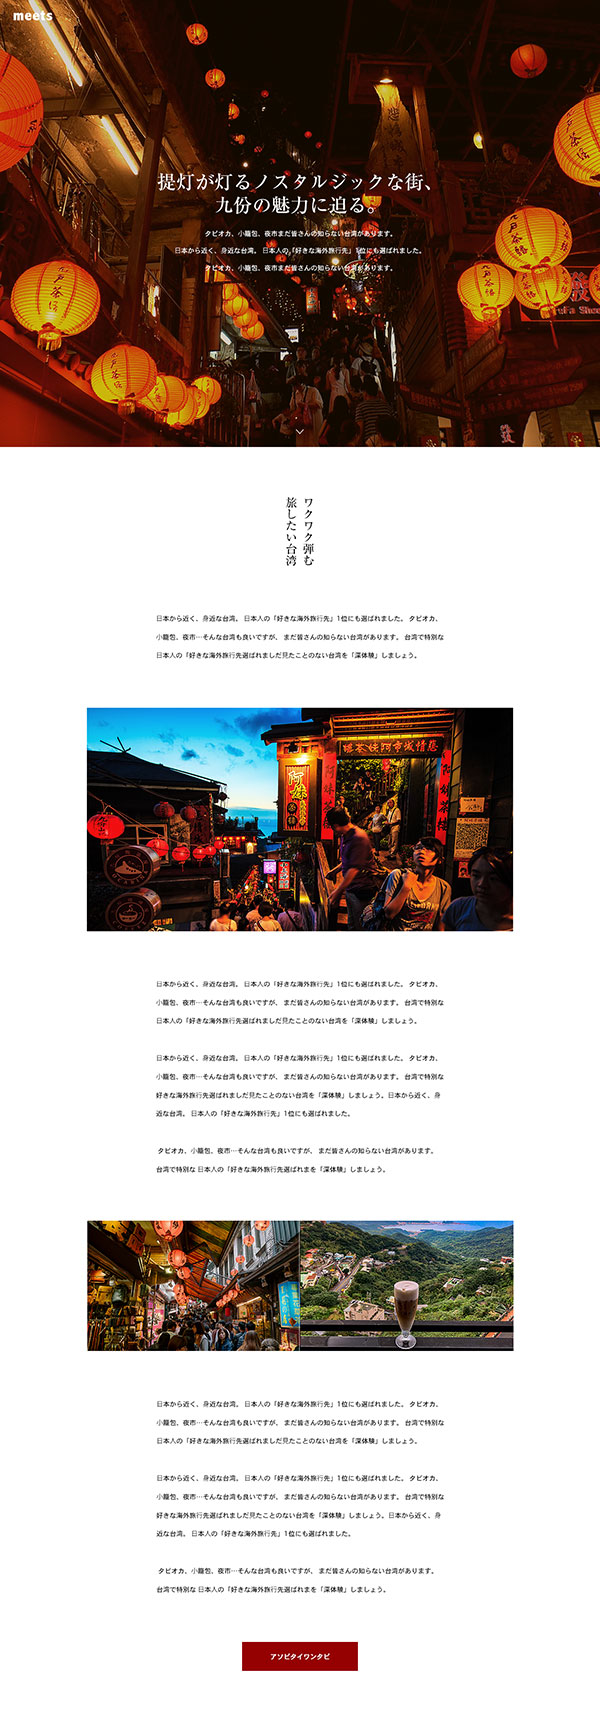 meets
提灯が灯るノスタルジックな街、
九份の魅力に迫る。
タピオカ、小籠包、夜市まだ皆さんの知らない台湾があります。
日本から近く、身近な台湾。 日本人の「好きな海外旅行先」1位にも選ばれました。
タピオカ、小籠包、夜市まだ皆さんの知らない台湾があります。
ワクワク弾む
旅したい台湾
日本から近く、身近な台湾。 日本人の「好きな海外旅行先」1位にも選ばれました。 タピオカ、
小籠包、夜市…そんな台湾も良いですが、 まだ皆さんの知らない台湾があります。 台湾で特別な
日本人の「好きな海外旅行先選ばれましだ見たことのない台湾を「深体験」しましょう。
阿妹
茶樓
日本から近く、身近な台湾。 日本人の「好きな海外旅行先」1位にも選ばれました。 タピオカ、
小籠包、夜市…そんな台湾も良いですが、 まだ皆さんの知らない台湾があります。 台湾で特別な
日本人の「好きな海外旅行先選ばれましだ見たことのない台湾を「深体験」しましょう。
日本から近く、身近な台湾。 日本人の「好きな海外旅行先」1位にも選ばれました。 タピオカ、
小籠包、夜市…そんな台湾も良いですが、 まだ皆さんの知らない台湾があります。 台湾で特別な
好きな海外旅行先選ばれましだ見たことのない台湾を「深体験」しましょう。日本から近く、身
近な台湾。 日本人の「好きな海外旅行先」1位にも選ばれました。
タピオカ、小籠包、夜市…そんな台湾も良いですが、 まだ皆さんの知らない台湾があります。
台湾で特別な 日本人の「好きな海外旅行先選ばれまを「深体験」しましょう。
日本から近く、身近な台湾。 日本人の「好きな海外旅行先」1位にも選ばれました。 タピオカ、
小籠包、夜市…そんな台湾も良いですが、 まだ皆さんの知らない台湾があります。 台湾で特別な
日本人の「好きな海外旅行先選ばれましだ見たことのない台湾を「深体験」しましょう。
日本から近く、身近な台湾。 日本人の「好きな海外旅行先」1位にも選ばれました。 タピオカ、
小籠包、夜市…そんな台湾も良いですが、 まだ皆さんの知らない台湾があります。 台湾で特別な
好きな海外旅行先選ばれましだ見たことのない台湾を「深体験」しましょう。日本から近く、身
近な台湾。 日本人の「好きな海外旅行先」1位にも選ばれました。
タピオカ、小籠包、夜市…そんな台湾も良いですが、 まだ皆さんの知らない台湾があります。
台湾で特別な 日本人の「好きな海外旅行先選ばれまを「深体験」しましょう。
アソビタイワンタビ